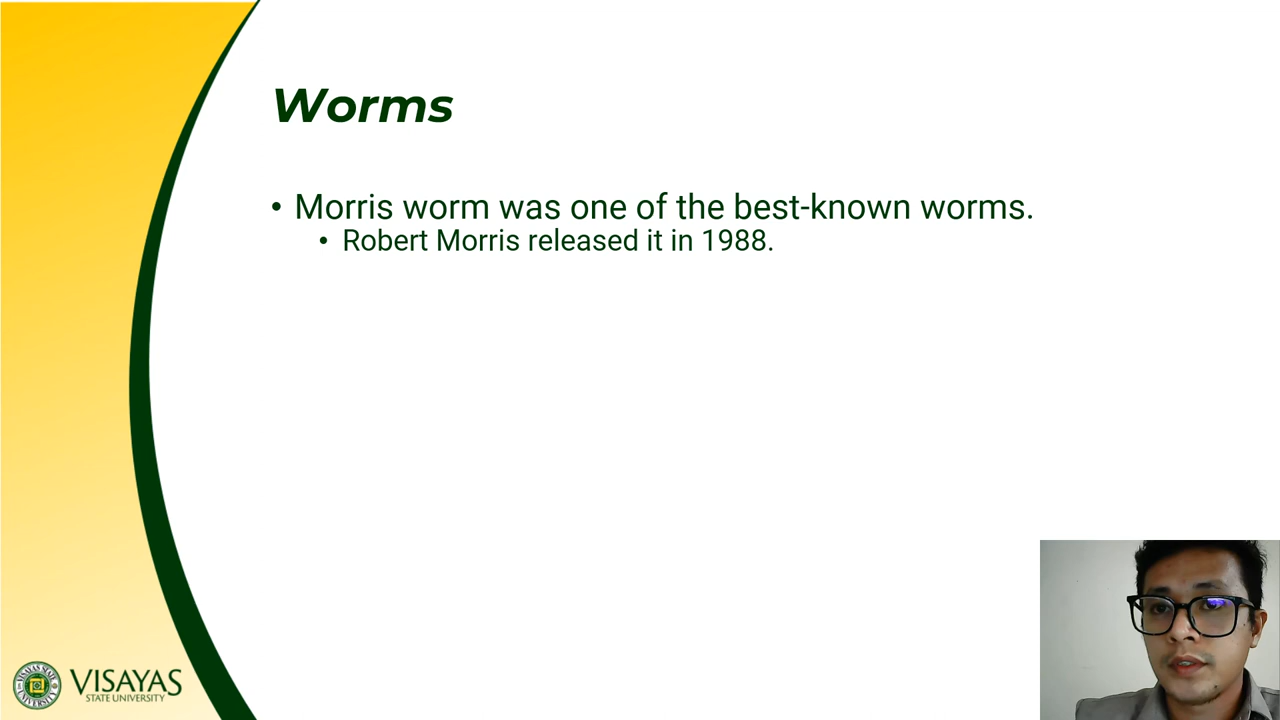 Worms
• Morris worm was one of the best-known worms.
• Robert Morris released it in 1988.
VISAYAS
STATE UNIVERSITY